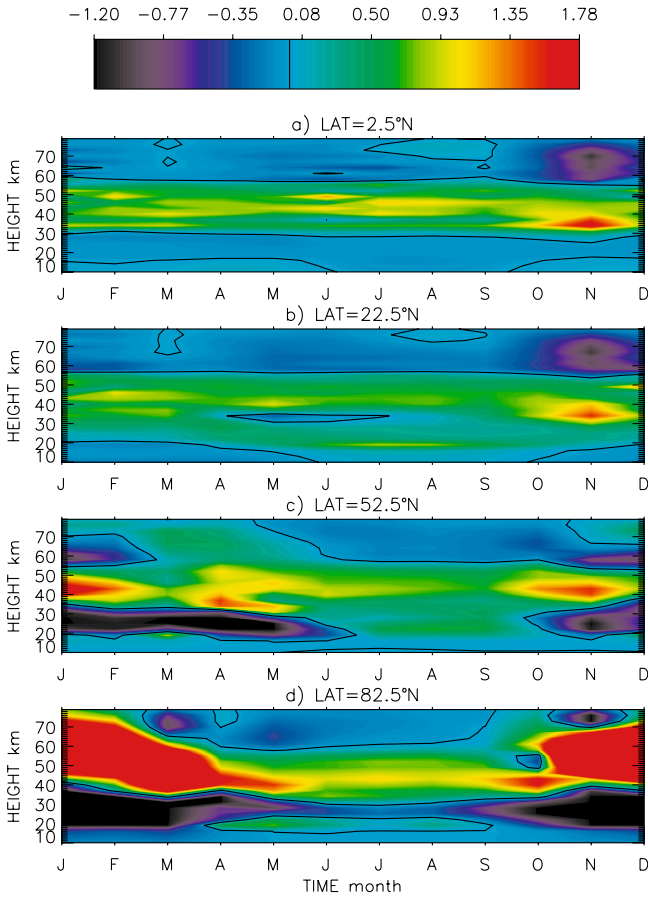 −1.20 −0.77 −0.35 0.08 0.50 0.93 1.35 1.78
a) LAT=2.5°N
HEIGHT km
70
60
50
40
30
20
10
J F M A M J J A S O N D
b) LAT=22.5°N
HEIGHT km
70
60
50
40
30
20
10
J F M A M J J A S O N D
c) LAT=52.5°N
HEIGHT km
70
60
50
40
30
20
10
J F M A M J J A S O N D
d) LAT=82.5°N
HEIGHT km
70
60
50
40
30
20
10
J F M A M J J A S O N D
TIME month